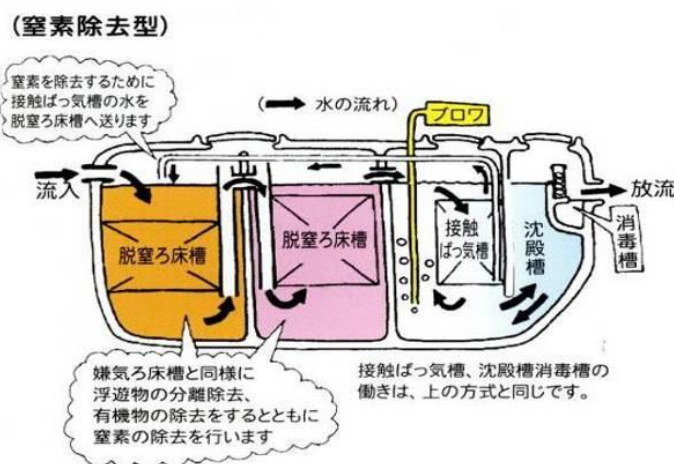 （窒素除去型）
窒素を除去するために
接触ばっ気槽の水を
脱窒ろ床槽へ送ります
（➡ 水の流れ）
ブロワ
流入
放流
脱窒ろ床槽
脱窒ろ床槽
接触
ばっ気槽
沈殿槽
消毒槽
嫌気ろ床槽と同様に
浮遊物の分離除去、
有機物の除去をするとともに
窒素の除去を行います
接触ばっ気槽、沈殿槽消毒槽の
働きは、上の方式と同じです。